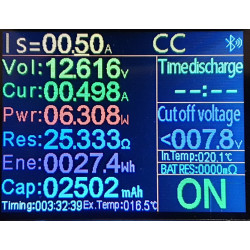 Is=00.50A CC
Vol:12.616v
Time discharge
--:--
Cur:00.498A
Pwr:06.308w
Cut off voltage
<007.8v
Res:25.333Ω
In.Temp:020.1℃
Ene:0027.4Wh
BAT RES:0000mΩ
Cap:02502mAh
ON
Timing:003:32:39 Ex.Temp:016.5℃